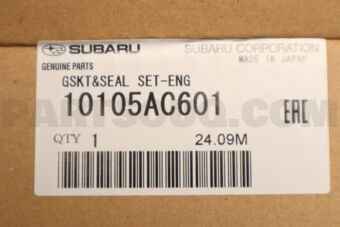 SUBARU
SUBARU CORPORATION
GENUINE PARTS
MADE IN JAPAN
GSKT&SEAL SET-ENG
10105AC601
EAC
QTY 1
24.09M